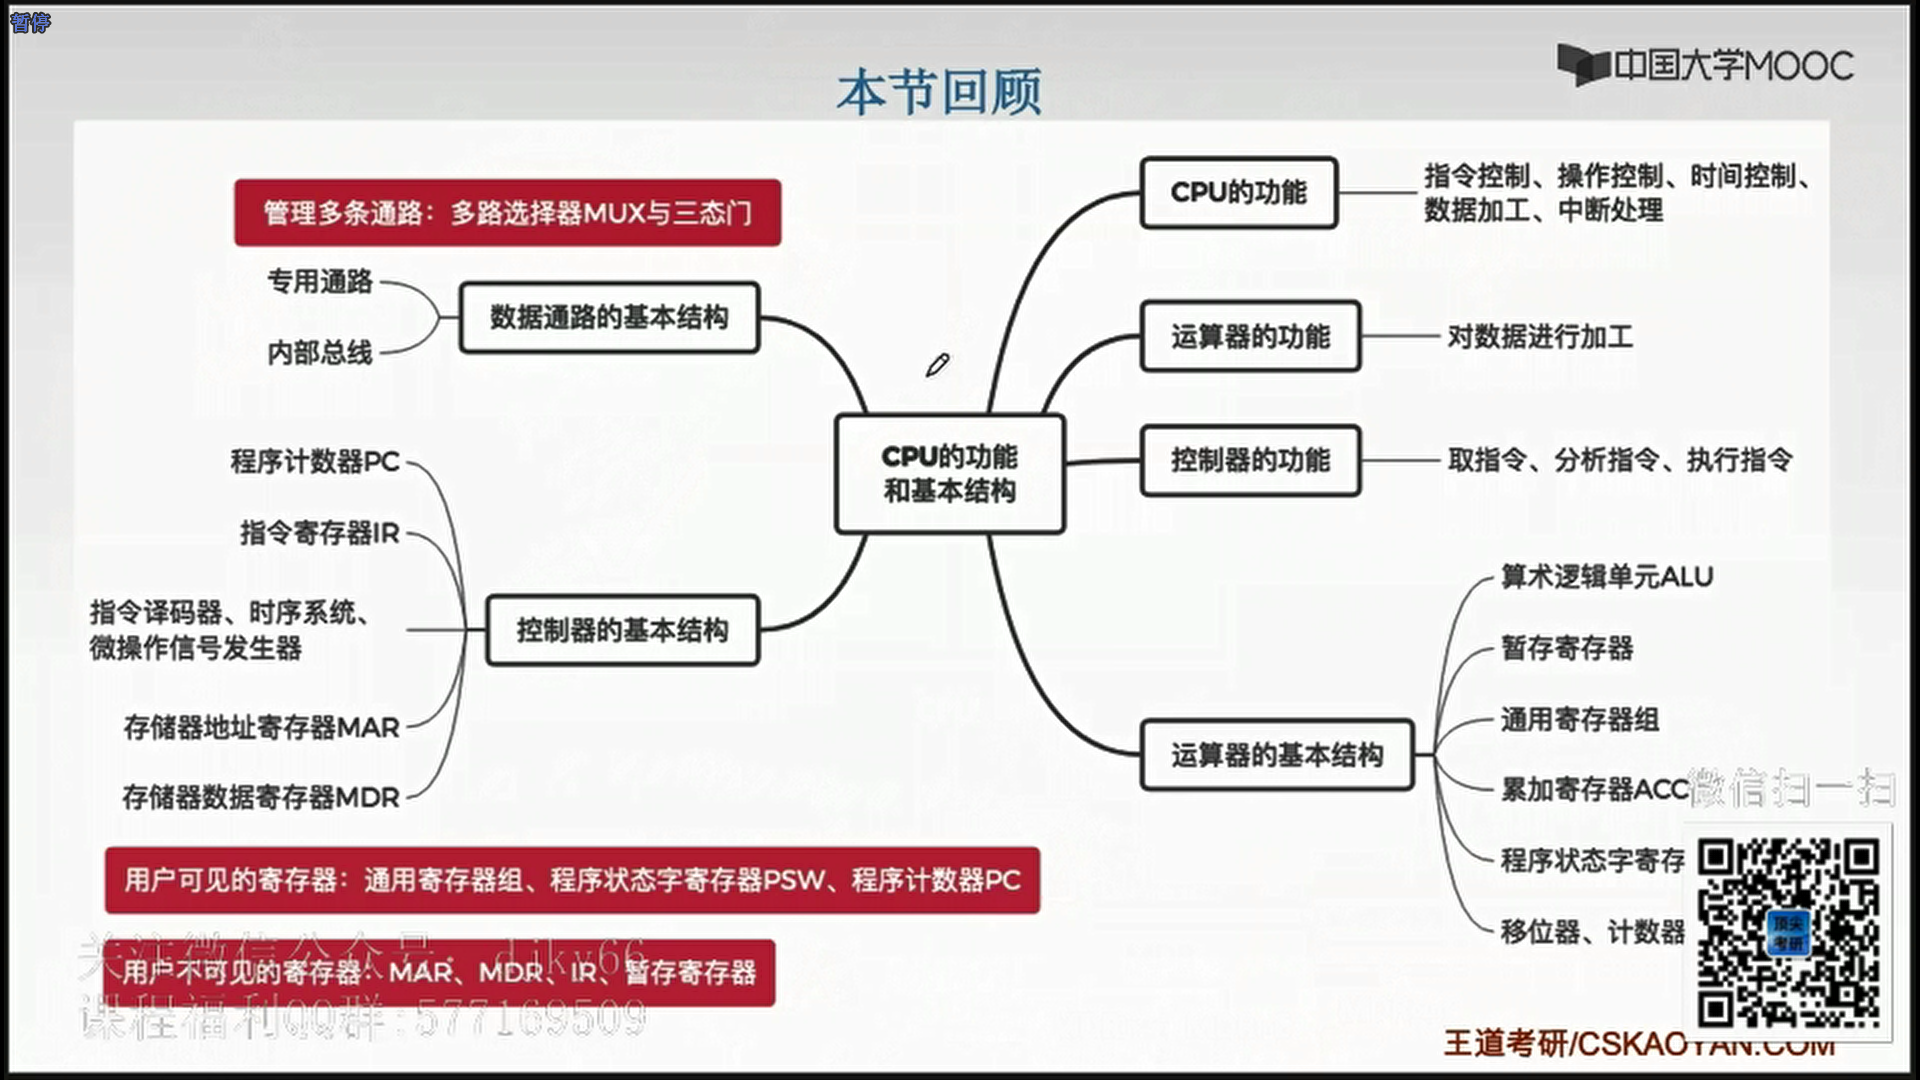 暂停
中国大学MOOC
本节回顾
管理多条通路：多路选择器MUX与三态门
专用通路
内部总线
数据通路的基本结构
程序计数器PC
指令寄存器IR
指令译码器、时序系统、
微操作信号发生器
存储器地址寄存器MAR
存储器数据寄存器MDR
控制器的基本结构
CPU的功能
和基本结构
CPU的功能
指令控制、操作控制、时间控制、
数据加工、中断处理
运算器的功能
对数据进行加工
控制器的功能
取指令、分析指令、执行指令
运算器的基本结构
算术逻辑单元ALU
暂存寄存器
通用寄存器组
累加寄存器ACC
程序状态字寄存
移位器、计数器
用户可见的寄存器：通用寄存器组、程序状态字寄存器PSW、程序计数器PC
用户不可见的寄存器：MAR、MDR、IR、暂存寄存器
关注微信公众号：djky66
课程福利QQ群:577169509
微信扫一扫
顶尖
考研
王道考研/CSKAOYAN.COM